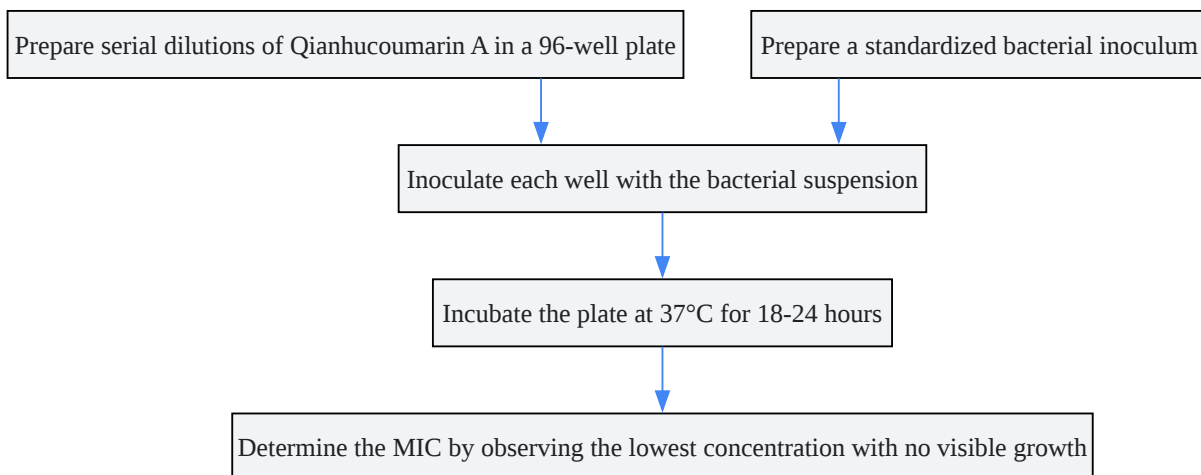 Prepare serial dilutions of Qianhucoumarin A in a 96-well plate
Prepare a standardized bacterial inoculum
Inoculate each well with the bacterial suspension
Incubate the plate at 37°C for 18-24 hours
Determine the MIC by observing the lowest concentration with no visible growth